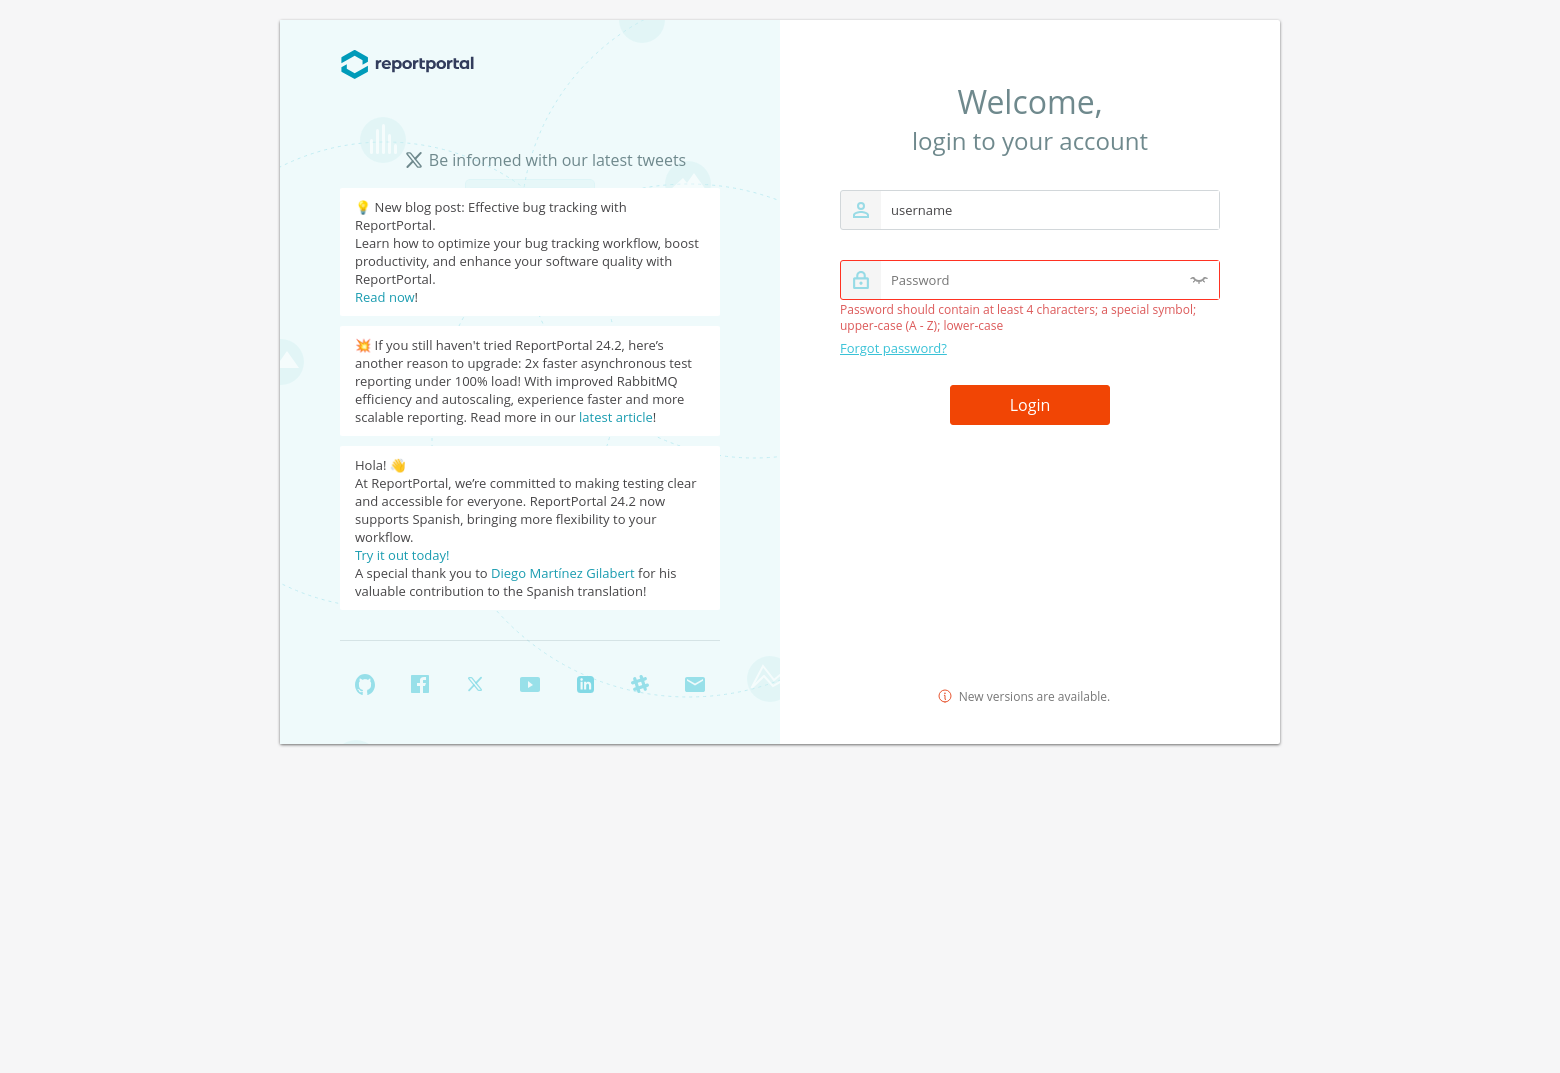 reportportal
Be informed with our latest tweets
💡 New blog post: Effective bug tracking with
ReportPortal.
Learn how to optimize your bug tracking workflow, boost
productivity, and enhance your software quality with
ReportPortal.
Read now!
💥 If you still haven't tried ReportPortal 24.2, here’s
another reason to upgrade: 2x faster asynchronous test
reporting under 100% load! With improved RabbitMQ
efficiency and autoscaling, experience faster and more
scalable reporting. Read more in our latest article!
Hola! 👋
At ReportPortal, we’re committed to making testing clear
and accessible for everyone. ReportPortal 24.2 now
supports Spanish, bringing more flexibility to your
workflow.
Try it out today!
A special thank you to Diego Martínez Gilabert for his
valuable contribution to the Spanish translation!
Welcome,
login to your account
username
Password
Password should contain at least 4 characters; a special symbol;
upper-case (A - Z); lower-case
Forgot password?
Login
New versions are available.